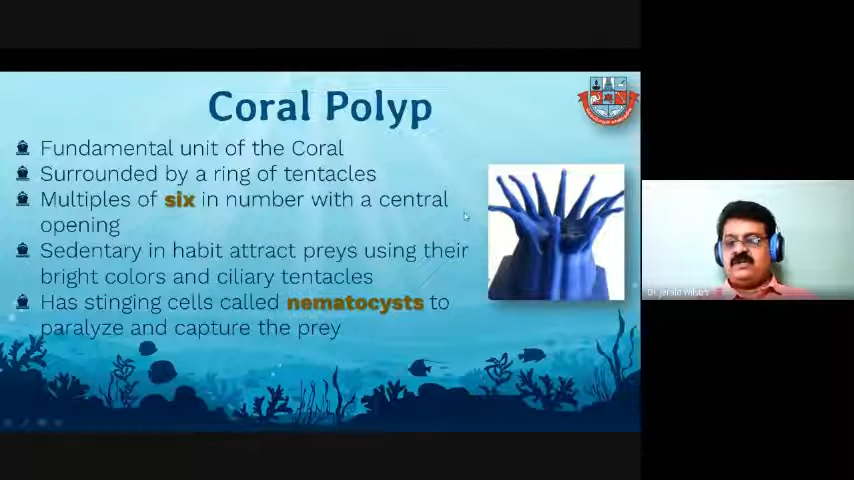 Coral Polyp
Fundamental unit of the Coral
Surrounded by a ring of tentacles
Multiples of six in number with a central
opening
Sedentary in habit attract preys using their
bright colors and ciliary tentacles
Has stinging cells called nematocysts to
paralyze and capture the prey
Wilson